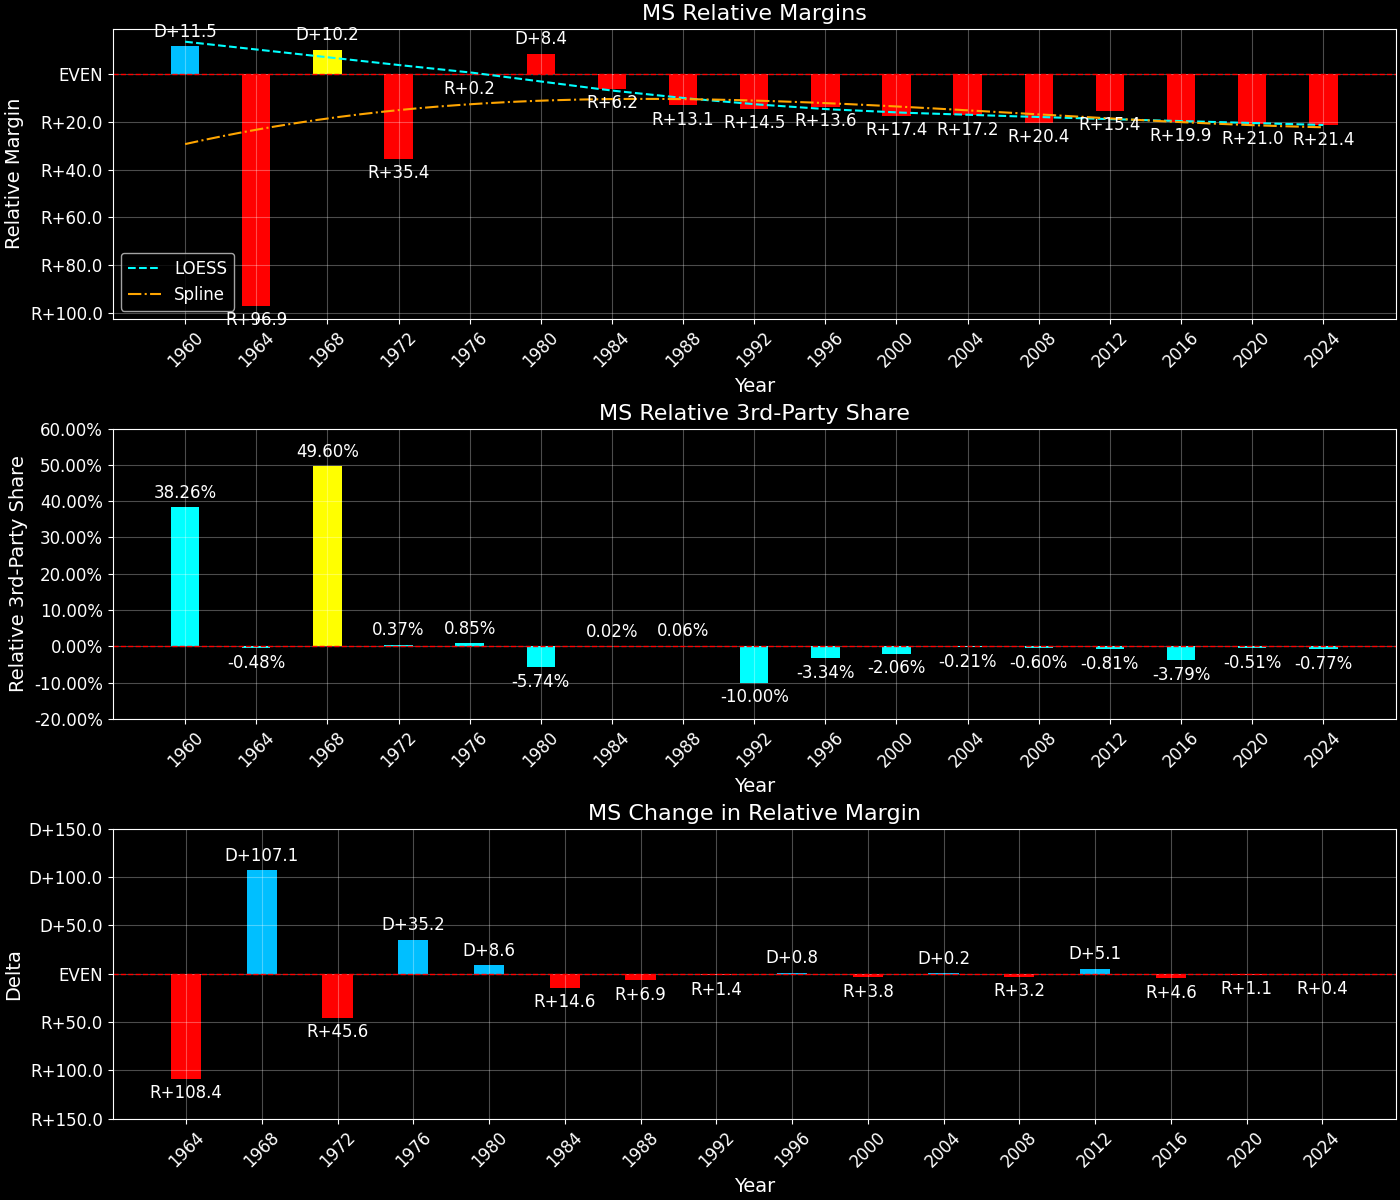 MS Relative Margins
Relative Margin
EVEN
R+20.0
R+40.0
R+60.0
R+80.0
R+100.0
D+11.5
R+96.9
D+10.2
R+35.4
R+0.2
D+8.4
R+6.2
R+13.1
R+14.5
R+13.6
R+17.4
R+17.2
R+20.4
R+15.4
R+19.9
R+21.0
R+21.4
LOESS
Spline
1960 1964 1968 1972 1976 1980 1984 1988 1992 1996 2000 2004 2008 2012 2016 2020 2024
Year
MS Relative 3rd-Party Share
Relative 3rd-Party Share
60.00%
50.00%
40.00%
30.00%
20.00%
10.00%
0.00%
-10.00%
-20.00%
38.26%
-0.48%
49.60%
0.37%
0.85%
-5.74%
0.02%
0.06%
-10.00%
-3.34%
-2.06%
-0.21%
-0.60%
-0.81%
-3.79%
-0.51%
-0.77%
1960 1964 1968 1972 1976 1980 1984 1988 1992 1996 2000 2004 2008 2012 2016 2020 2024
Year
MS Change in Relative Margin
Delta
D+150.0
D+100.0
D+50.0
EVEN
R+50.0
R+100.0
R+150.0
R+108.4
D+107.1
R+45.6
D+35.2
D+8.6
R+14.6
R+6.9
R+1.4
D+0.8
R+3.8
D+0.2
R+3.2
D+5.1
R+4.6
R+1.1
R+0.4
1964 1968 1972 1976 1980 1984 1988 1992 1996 2000 2004 2008 2012 2016 2020 2024
Year